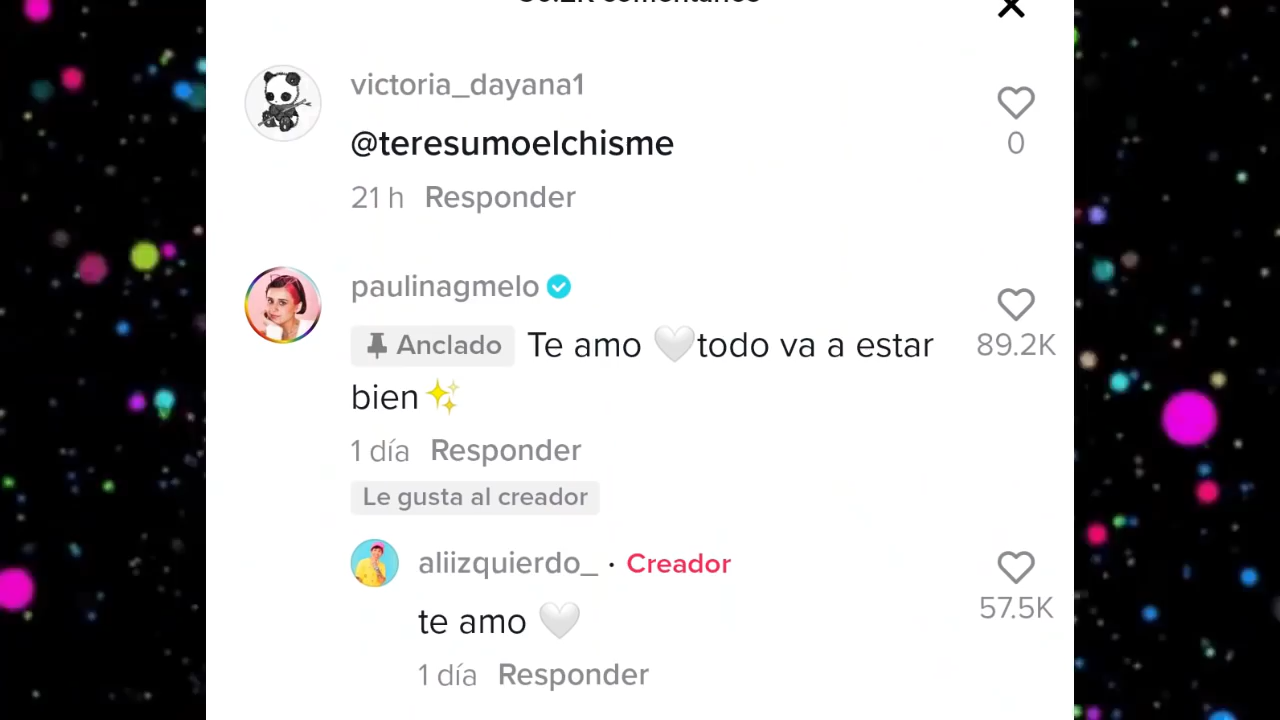 victoria_dayana1
@teresumoelchisme
0
21 h Responder
paulinagmelo
Anclado Te amo 🤍todo va a estar
89.2K
bien✨
1 día Responder
Le gusta al creador
aliizquierdo_ · Creador
57.5K
te amo 🤍
1 día Responder